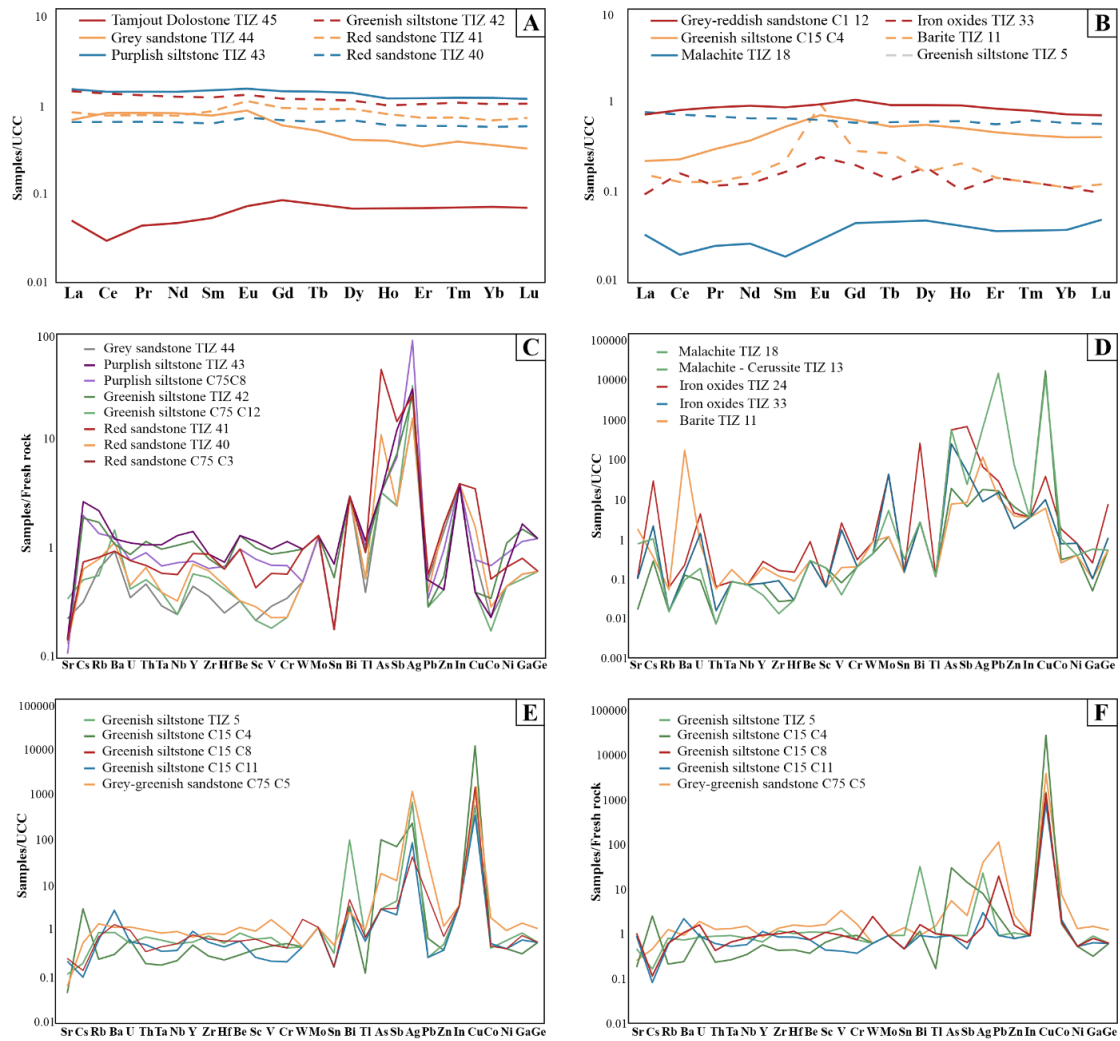 A
Tamjout Dolostone TIZ 45
Grey sandstone TIZ 44
Purplish siltstone TIZ 43
Greenish siltstone TIZ 42
Red sandstone TIZ 41
Red sandstone TIZ 40
Samples/UCC
10
1
0.1
0.01
La Ce Pr Nd Sm Eu Gd Tb Dy Ho Er Tm Yb Lu
B
Grey-reddish sandstone C1 12
Greenish siltstone C15 C4
Malachite TIZ 18
Iron oxides TIZ 33
Barite TIZ 11
Greenish siltstone TIZ 5
Samples/UCC
10
1
0.1
0.01
La Ce Pr Nd Sm Eu Gd Tb Dy Ho Er Tm Yb Lu
C
Grey sandstone TIZ 44
Purplish siltstone TIZ 43
Purplish siltstone C75C8
Greenish siltstone TIZ 42
Greenish siltstone C75 C12
Red sandstone TIZ 41
Red sandstone TIZ 40
Red sandstone C75 C3
Samples/Fresh rock
100
10
1
0.1
Sr Cs Rb Ba U Th Ta Nb Y Zr Hf Be Sc V Cr W Mo Sn Bi Tl As Sb Ag Pb Zn In Cu Co Ni Ga Ge
D
Malachite TIZ 18
Malachite - Cerussite TIZ 13
Iron oxides TIZ 24
Iron oxides TIZ 33
Barite TIZ 11
Samples/UCC
100000
10000
1000
100
10
1
0.1
0.01
0.001
Sr Cs Rb Ba U Th Ta Nb Y Zr Hf Be Sc V Cr W Mo Sn Bi Tl As Sb Ag Pb Zn In Cu Co Ni Ga Ge
E
Greenish siltstone TIZ 5
Greenish siltstone C15 C4
Greenish siltstone C15 C8
Greenish siltstone C15 C11
Grey-greenish sandstone C75 C5
Samples/UCC
100000
10000
1000
100
10
1
0.1
0.01
Sr Cs Rb Ba U Th Ta Nb Y Zr Hf Be Sc V Cr W Mo Sn Bi Tl As Sb Ag Pb Zn In Cu Co Ni Ga Ge
F
Greenish siltstone TIZ 5
Greenish siltstone C15 C4
Greenish siltstone C15 C8
Greenish siltstone C15 C11
Grey-greenish sandstone C75 C5
Samples/Fresh rock
100000
10000
1000
100
10
1
0.1
0.01
Sr Cs Rb Ba U Th Ta Nb Y Zr Hf Be Sc V Cr W Mo Sn Bi Tl As Sb Ag Pb Zn In Cu Co Ni Ga Ge